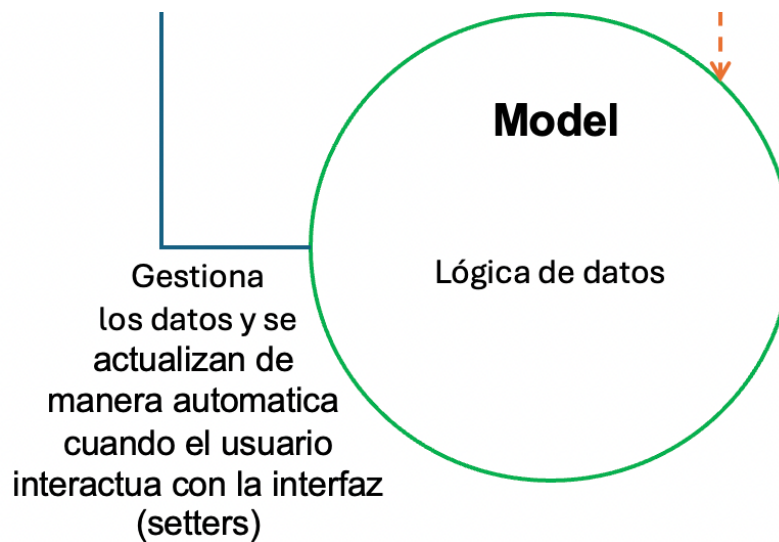 Model
Lógica de datos
Gestiona
los datos y se
actualizan de
manera automatica
cuando el usuario
interactua con la interfaz
(setters)